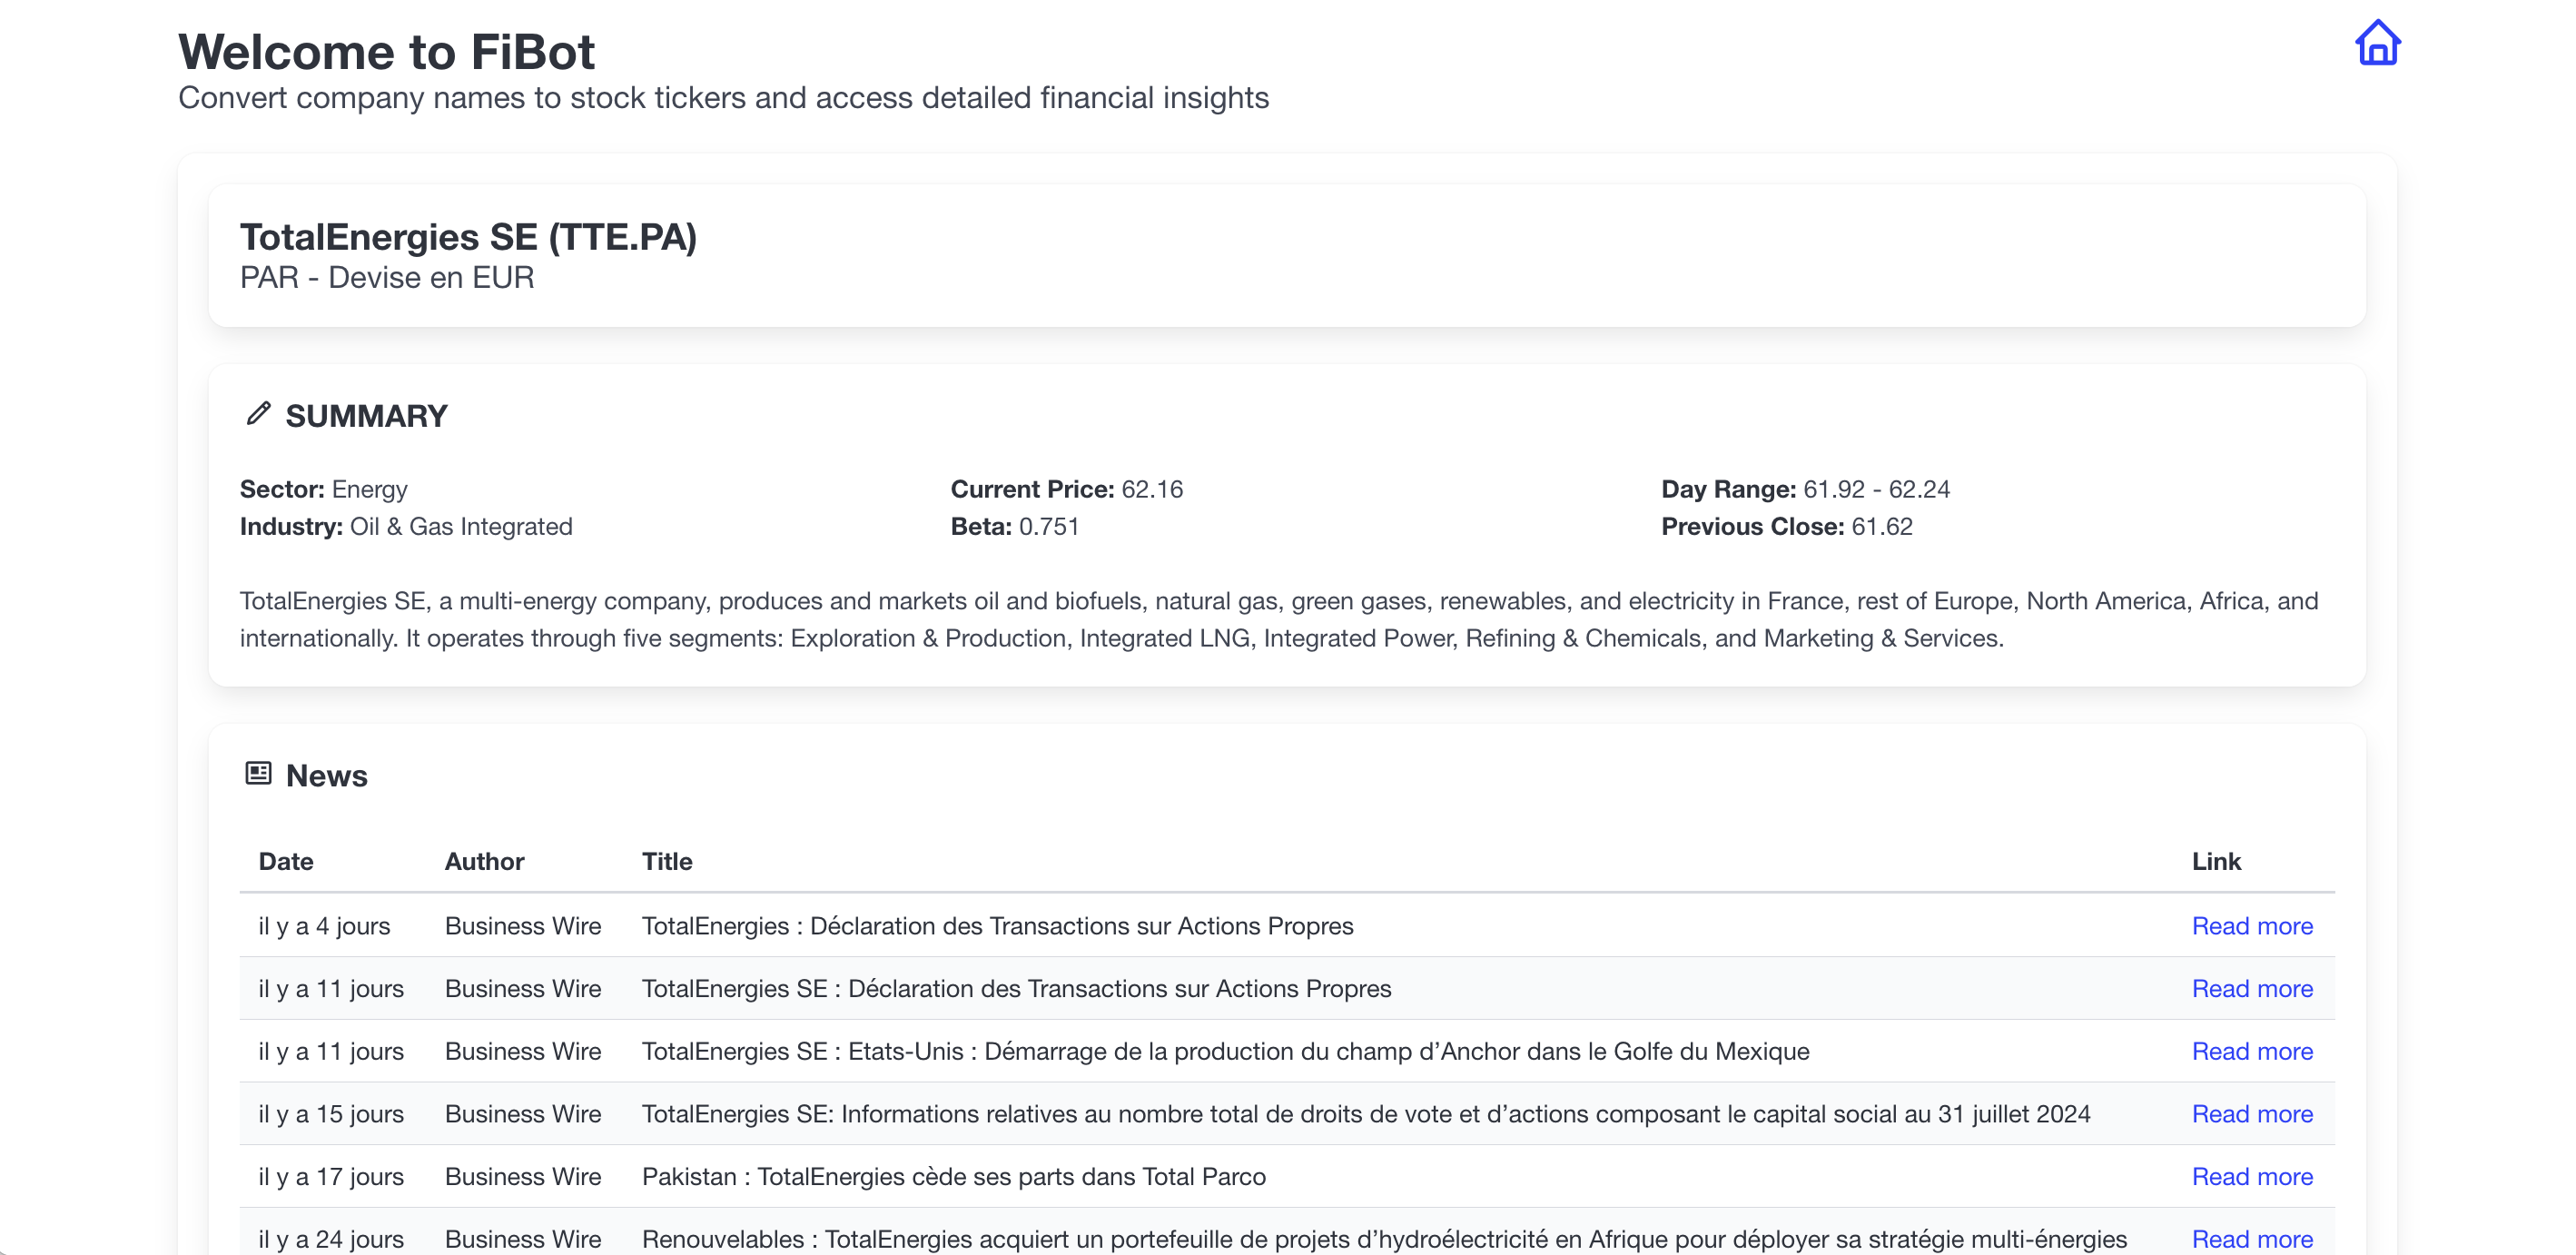 Welcome to FiBot
Convert company names to stock tickers and access detailed financial insights
TotalEnergies SE (TTE.PA)
PAR - Devise en EUR
SUMMARY
Sector: Energy
Industry: Oil & Gas Integrated
Current Price: 62.16
Beta: 0.751
Day Range: 61.92 - 62.24
Previous Close: 61.62
TotalEnergies SE, a multi-energy company, produces and markets oil and biofuels, natural gas, green gases, renewables, and electricity in France, rest of Europe, North America, Africa, and
internationally. It operates through five segments: Exploration & Production, Integrated LNG, Integrated Power, Refining & Chemicals, and Marketing & Services.
News
Date Author Title Link
il y a 4 jours Business Wire TotalEnergies : Déclaration des Transactions sur Actions Propres Read more
il y a 11 jours Business Wire TotalEnergies SE : Déclaration des Transactions sur Actions Propres Read more
il y a 11 jours Business Wire TotalEnergies SE : Etats-Unis : Démarrage de la production du champ d’Anchor dans le Golfe du Mexique Read more
il y a 15 jours Business Wire TotalEnergies SE: Informations relatives au nombre total de droits de vote et d’actions composant le capital social au 31 juillet 2024 Read more
il y a 17 jours Business Wire Pakistan : TotalEnergies cède ses parts dans Total Parco Read more
il y a 24 jours Business Wire Renouvelables : TotalEnergies acquiert un portefeuille de projets d’hydroélectricité en Afrique pour déployer sa stratégie multi-énergies Read more